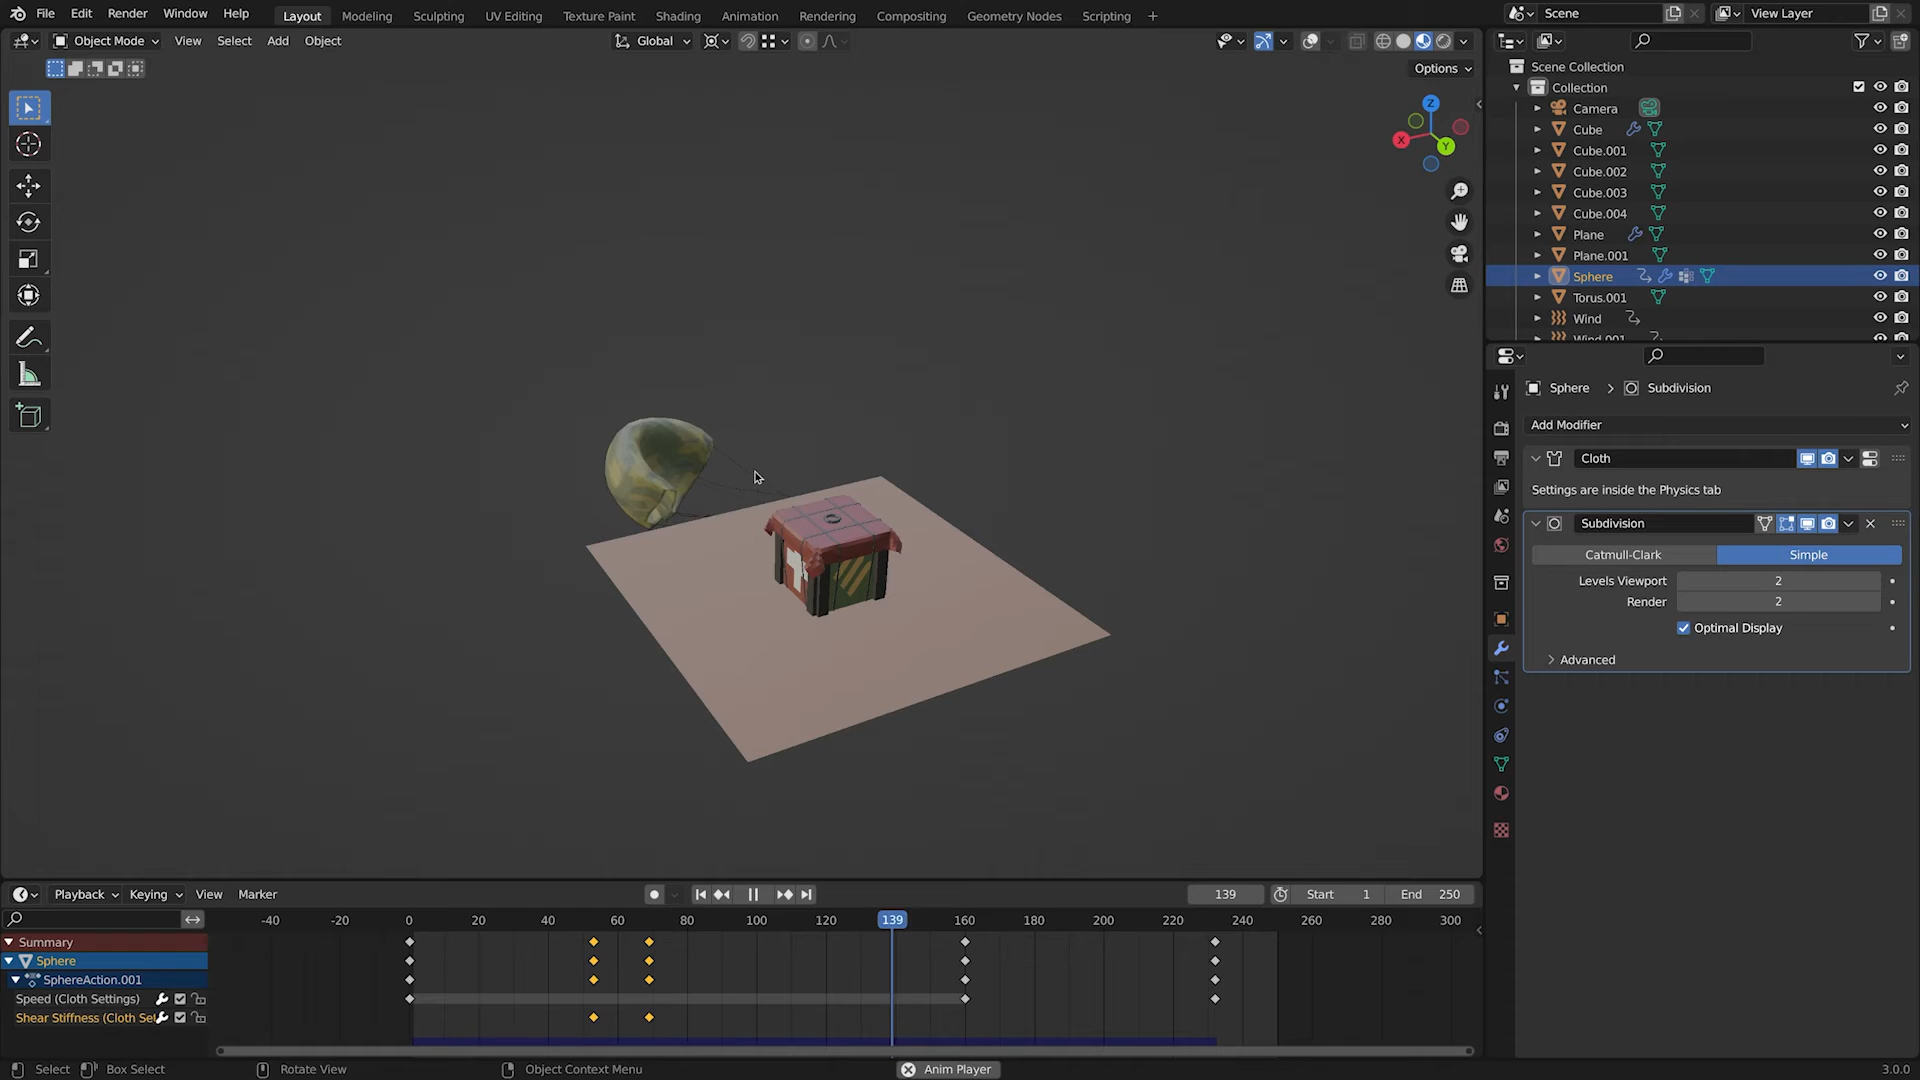 File Edit Render Window Help Layout Modeling Sculpting UV Editing Texture Paint Shading Animation Rendering Compositing Geometry Nodes Scripting Scene View Layer
Object Mode View Select Add Object Global
Options
Z
X
Y
Scene Collection
Collection
Camera
Cube
Cube.001
Cube.002
Cube.003
Cube.004
Plane
Plane.001
Sphere
Torus.001
Wind
Wind.001
Sphere > Subdivision
Add Modifier
Cloth
Settings are inside the Physics tab
Subdivision
Catmull-Clark Simple
Levels Viewport 2
Render 2
Optimal Display
Advanced
Playback Keying View Marker 139 Start 1 End 250
-40 -20 0 20 40 60 80 100 120 139 160 180 200 220 240 260 280 300
Summary
Sphere
SphereAction.001
Speed (Cloth Settings)
Shear Stiffness (Cloth Set
Select Box Select Rotate View Object Context Menu Anim Player 3.0.0